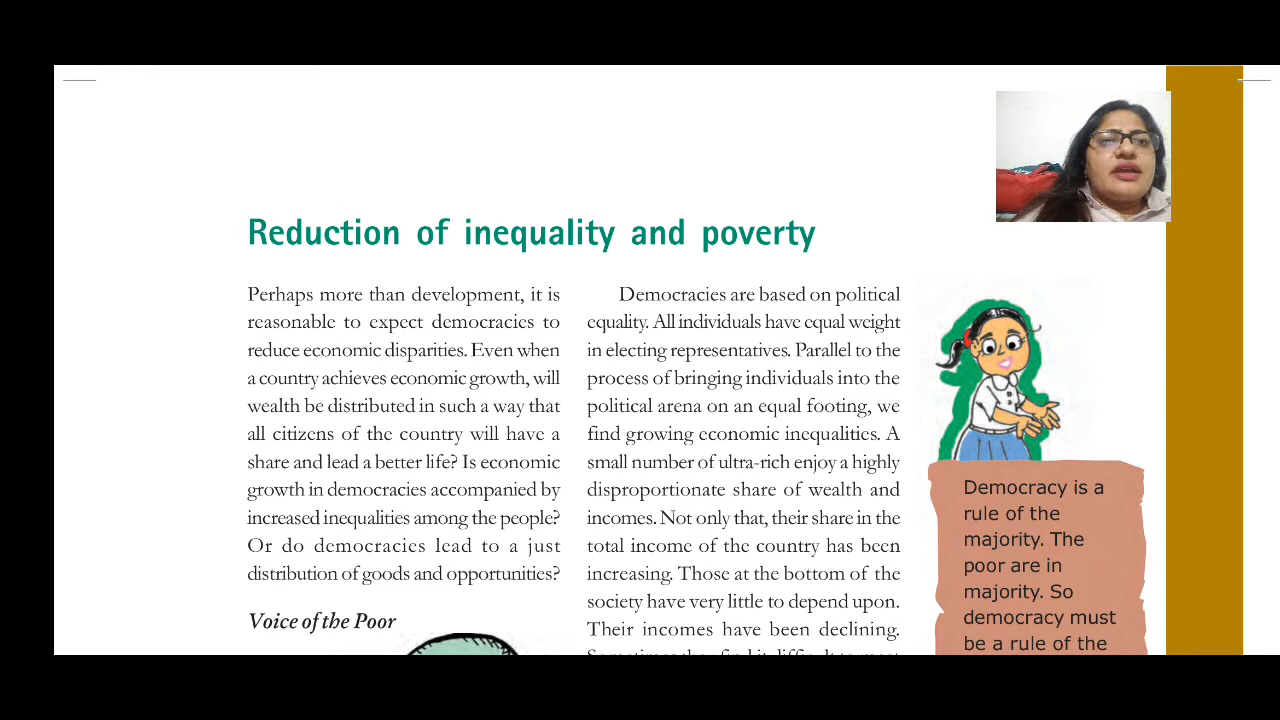 Reduction of inequality and poverty
Perhaps more than development, it is
reasonable to expect democracies to
reduce economic disparities. Even when
a country achieves economic growth, will
wealth be distributed in such a way that
all citizens of the country will have a
share and lead a better life? Is economic
growth in democracies accompanied by
increased inequalities among the people?
Or do democracies lead to a just
distribution of goods and opportunities?
Voice of the Poor
Democracies are based on political
equality. All individuals have equal weight
in electing representatives. Parallel to the
process of bringing individuals into the
political arena on an equal footing, we
find growing economic inequalities. A
small number of ultra-rich enjoy a highly
disproportionate share of wealth and
incomes. Not only that, their share in the
total income of the country has been
increasing. Those at the bottom of the
society have very little to depend upon.
Their incomes have been declining.
Democracy is a
rule of the
majority. The
poor are in
majority. So
democracy must
be a rule of the